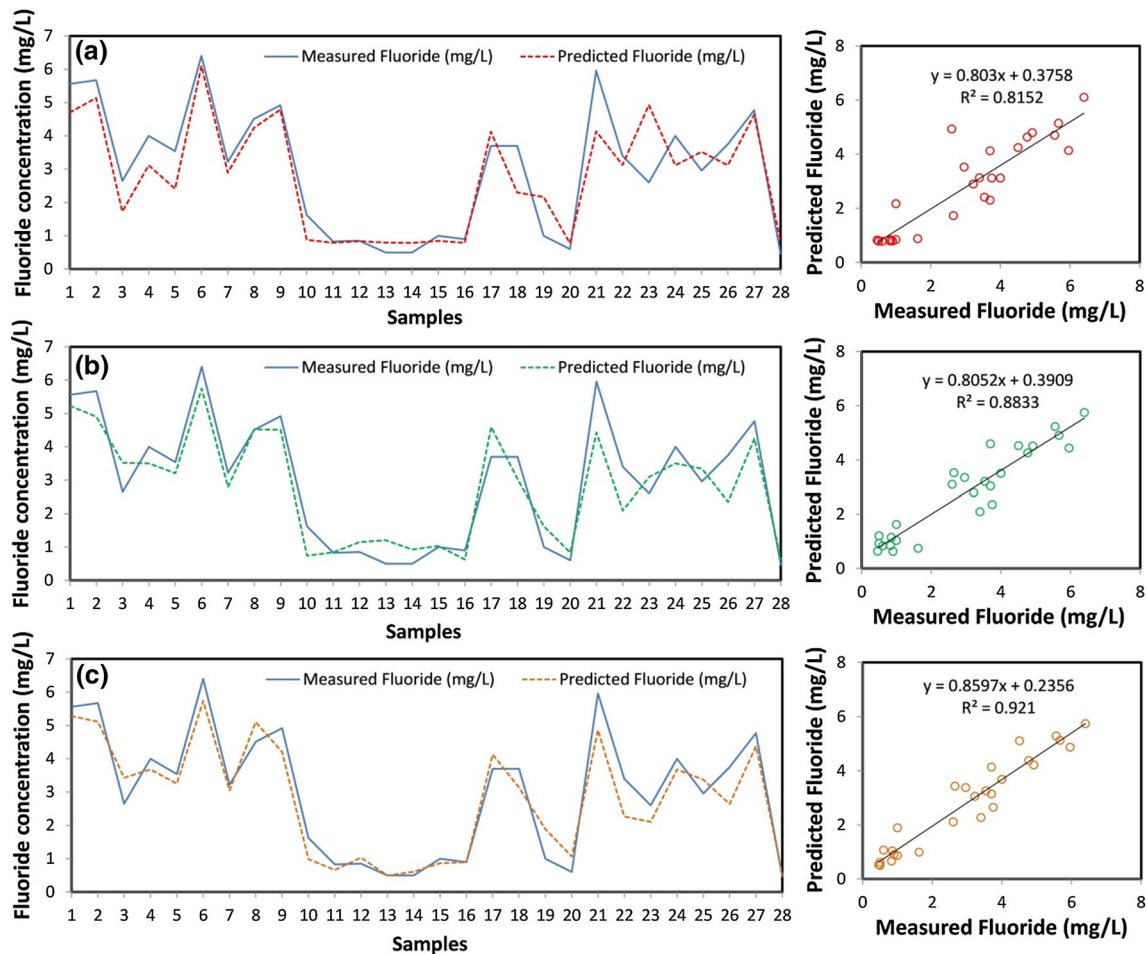 (a)
Measured Fluoride (mg/L) Predicted Fluoride (mg/L)
Fluoride concentration (mg/L)
7
6
5
4
3
2
1
0
1 2 3 4 5 6 7 8 9 10 11 12 13 14 15 16 17 18 19 20 21 22 23 24 25 26 27 28
Samples
y = 0.803x + 0.3758
R² = 0.8152
Predicted Fluoride (mg/L)
8
6
4
2
0
0 2 4 6 8
Measured Fluoride (mg/L)
(b)
Measured Fluoride (mg/L) Predicted Fluoride (mg/L)
Fluoride concentration (mg/L)
7
6
5
4
3
2
1
0
1 2 3 4 5 6 7 8 9 10 11 12 13 14 15 16 17 18 19 20 21 22 23 24 25 26 27 28
Samples
y = 0.8052x + 0.3909
R² = 0.8833
Predicted Fluoride (mg/L)
8
6
4
2
0
0 2 4 6 8
Measured Fluoride (mg/L)
(c)
Measured Fluoride (mg/L) Predicted Fluoride (mg/L)
Fluoride concentration (mg/L)
7
6
5
4
3
2
1
0
1 2 3 4 5 6 7 8 9 10 11 12 13 14 15 16 17 18 19 20 21 22 23 24 25 26 27 28
Samples
y = 0.8597x + 0.2356
R² = 0.921
Predicted Fluoride (mg/L)
8
6
4
2
0
0 2 4 6 8
Measured Fluoride (mg/L)